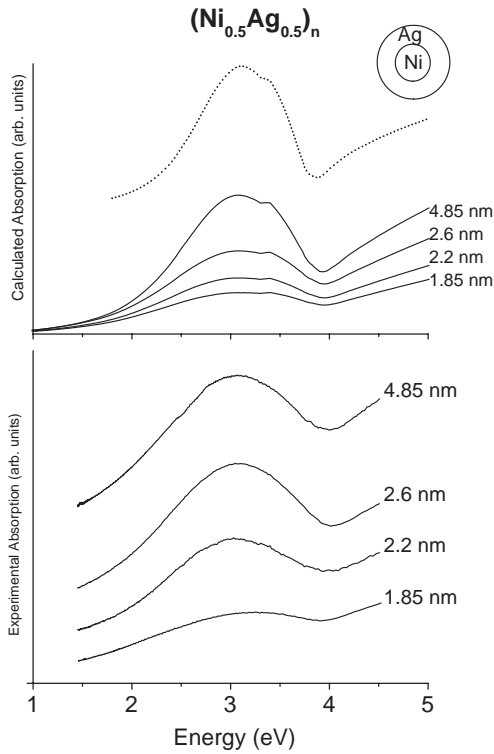 (Ni0.5Ag0.5)n
Ag
Ni
Calculated Absorption (arb. units)
4.85 nm
2.6 nm
2.2 nm
1.85 nm
Experimental Absorption (arb. units)
4.85 nm
2.6 nm
2.2 nm
1.85 nm
1 2 3 4 5
Energy (eV)